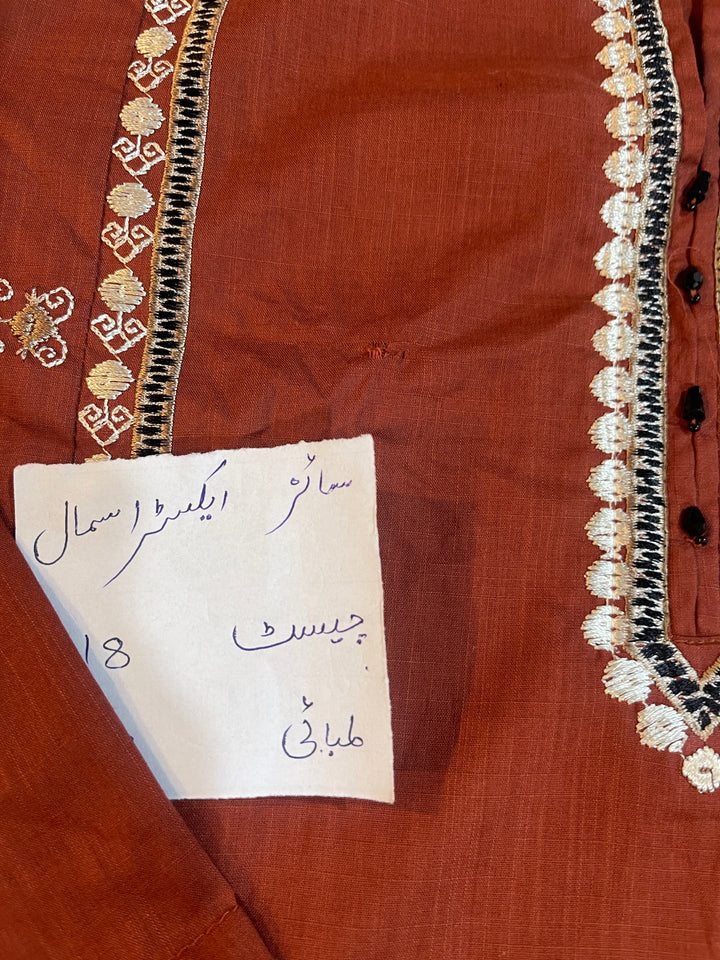 سائز ایکسٹرا سمال
چیسٹ 18
لمبائی